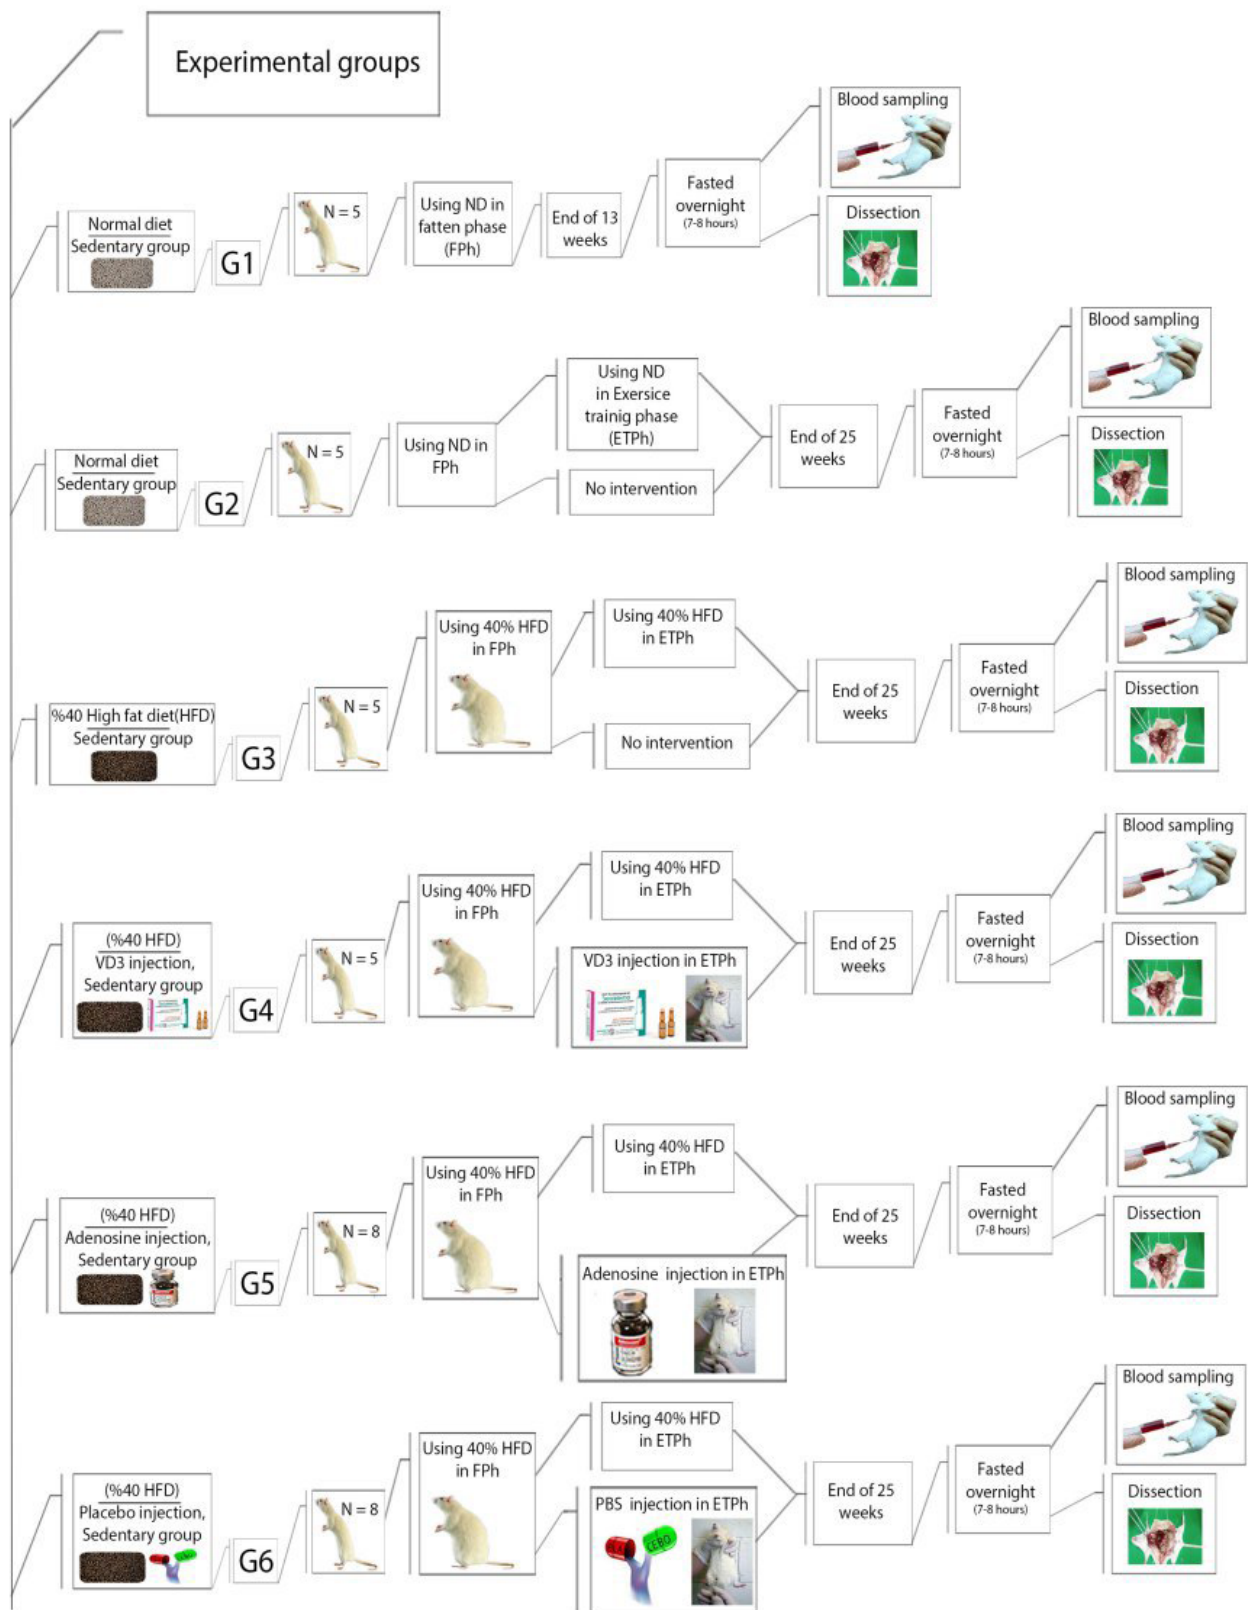 Experimental groups
Normal diet
Sedentary group
G1
N = 5
Using ND in
fatten phase
(FPh)
End of 13
weeks
Fasted
overnight
(7-8 hours)
Blood sampling
Dissection
Normal diet
Sedentary group
G2
N = 5
Using ND in
FPh
Using ND
in Exersice
trainig phase
(ETPh)
No intervention
End of 25
weeks
Fasted
overnight
(7-8 hours)
Blood sampling
Dissection
%40 High fat diet(HFD)
Sedentary group
G3
N = 5
Using 40% HFD
in FPh
Using 40% HFD
in ETPh
No intervention
End of 25
weeks
Fasted
overnight
(7-8 hours)
Blood sampling
Dissection
(%40 HFD)
VD3 injection,
Sedentary group
G4
N = 5
Using 40% HFD
in FPh
Using 40% HFD
in ETPh
VD3 injection in ETPh
End of 25
weeks
Fasted
overnight
(7-8 hours)
Blood sampling
Dissection
(%40 HFD)
Adenosine injection,
Sedentary group
G5
N = 8
Using 40% HFD
in FPh
Using 40% HFD
in ETPh
Adenosine injection in ETPh
End of 25
weeks
Fasted
overnight
(7-8 hours)
Blood sampling
Dissection
(%40 HFD)
Placebo injection,
Sedentary group
G6
N = 8
Using 40% HFD
in FPh
Using 40% HFD
in ETPh
PBS injection in ETPh
CEBO
End of 25
weeks
Fasted
overnight
(7-8 hours)
Blood sampling
Dissection